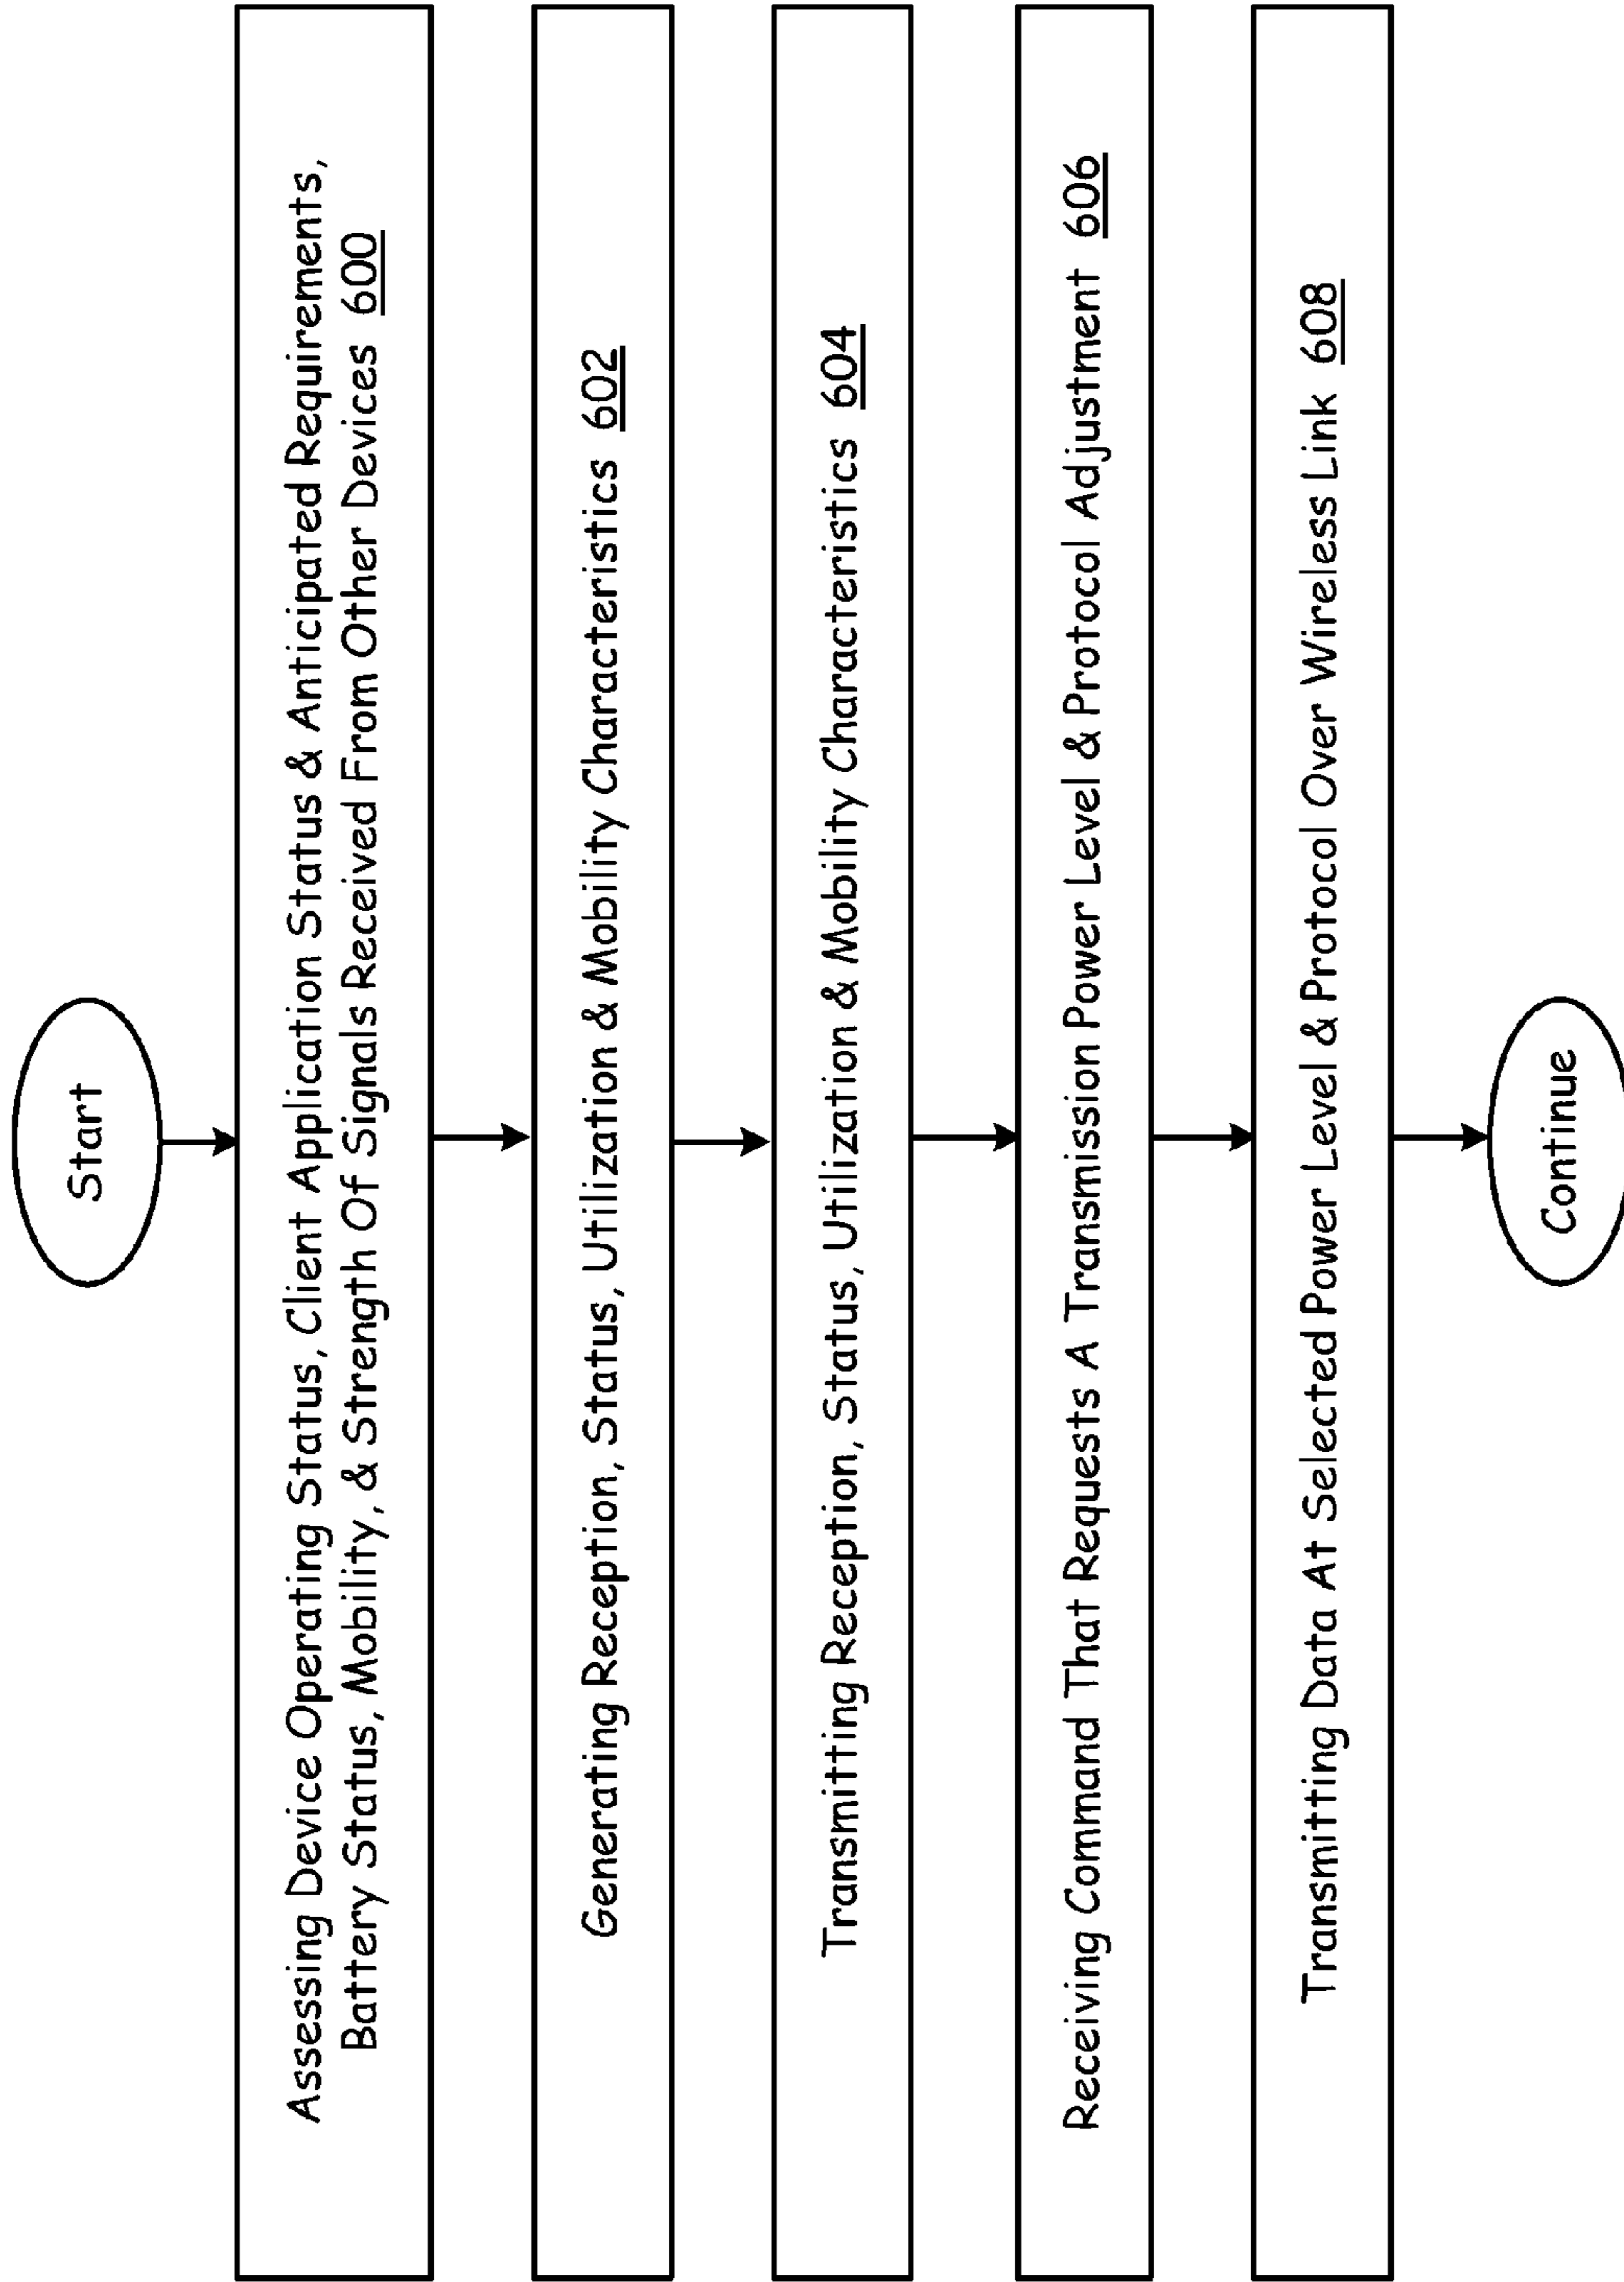 Start
Assessing Device Operating Status, Client Application Status & Anticipated Requirements,
Battery Status, Mobility, & Strength Of Signals Received From Other Devices 600
Generating Reception, Status, Utilization & Mobility Characteristics 602
Transmitting Reception, Status, Utilization & Mobility Characteristics 604
Receiving Command That Requests A Transmission Power Level & Protocol Adjustment 606
Transmitting Data At Selected Power Level & Protocol Over Wireless Link 608
Continue